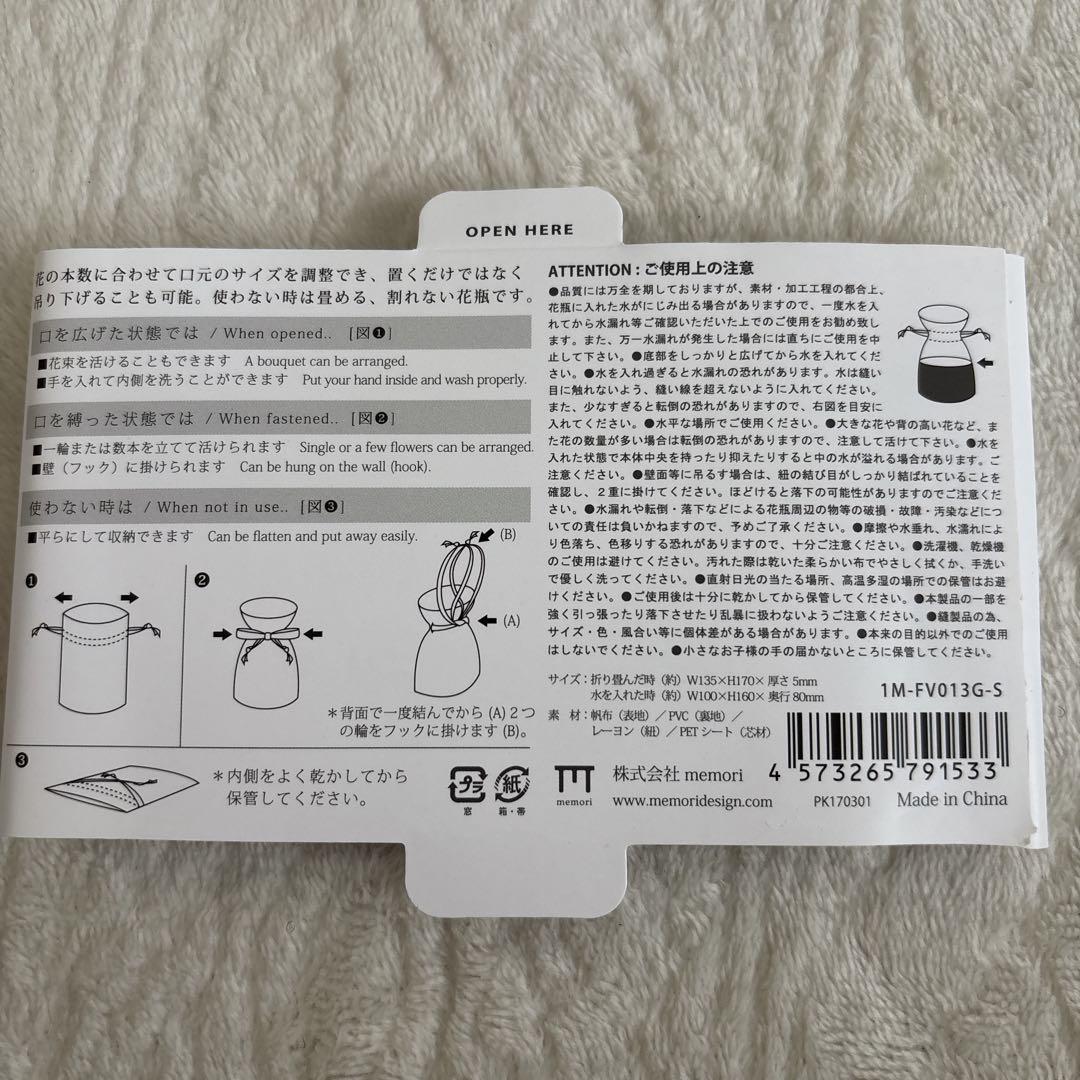 OPEN HERE
花の本数に合わせて口元のサイズを調整でき、置くだけではなく
吊り下げることも可能。使わない時は畳める、割れない花瓶です。
口を広げた状態では / When opened.. [図❶]
■花束を活けることもできます A bouquet can be arranged.
■手を入れて内側を洗うことができます Put your hand inside and wash properly.
口を縛った状態では / When fastened.. [図❷]
■一輪または数本を立てて活けられます Single or a few flowers can be arranged.
■壁（フック）に掛けられます Can be hung on the wall (hook).
使わない時は / When not in use.. [図❸]
■平らにして収納できます Can be flatten and put away easily.
❶
❷
(B)
(A)
＊背面で一度結んでから (A) 2つ
の輪をフックに掛けます (B)。
❸
＊内側をよく乾かしてから
保管してください。
ATTENTION : ご使用上の注意
●品質には万全を期しておりますが、素材・加工工程の都合上、
花瓶に入れた水がにじみ出る場合がありますので、一度水を入
れてから水漏れ等ご確認いただいた上でのご使用をお勧め致し
ます。また、万一水漏れが発生した場合には直ちにご使用を中
止して下さい。●底部をしっかりと広げてから水を入れてくだ
さい。●水を入れ過ぎると水漏れの恐れがあります。水は縫い
目に触れないよう、縫い線を超えないように入れてください。
また、少なすぎると転倒の恐れがありますので、右図を目安に
入れてください。●水平な場所でご使用ください。●大きな花や背の高い花など、ま
た花の数量が多い場合は転倒の恐れがありますので、注意して活けて下さい。●水を
入れた状態で本体中央を持ったり抑えたりすると中の水が溢れる場合があります。ご
注意ください。●壁面等に吊る場合は、紐の結び目がしっかり結ばれていることを
確認し、２重に掛けてください。ほどけると落下の可能性がありますのでご注意くだ
さい。●水漏れや転倒・落下などによる花瓶周辺の物等の破損・故障・汚染などにつ
いての責任は負いかねますので、予めご了承ください。●摩擦や水垂れ、水濡れによ
り色落ち、色移りする恐れがありますので、十分ご注意ください。●洗濯機、乾燥機
のご使用は避けてください。汚れた際は乾いた柔らかい布でやさしく拭くか、手洗い
で優しく洗ってください。●直射日光の当たる場所、高温多湿の場所での保管はお避
けください。●ご使用後は十分に乾かしてから保管してください。●本製品の一部を
強く引っ張ったり落下させたり乱暴に扱わないようご注意ください。●縫製品の為、
サイズ・色・風合い等に個体差がある場合があります。●本来の目的以外でのご使用
はしないでください。●小さなお子様の手の届かないところに保管してください。
サイズ：折り畳んだ時（約）W135×H170× 厚さ 5mm
水を入れた時（約）W100×H160× 奥行 80mm
素 材：帆布（表地）／PVC（裏地）／
レーヨン（紐）／PETシート（芯材）
1M-FV013G-S
プラ
窓
紙
箱・帯
memori
株式会社 memori
www.memoridesign.com
4 573265 791533
PK170301 Made in China